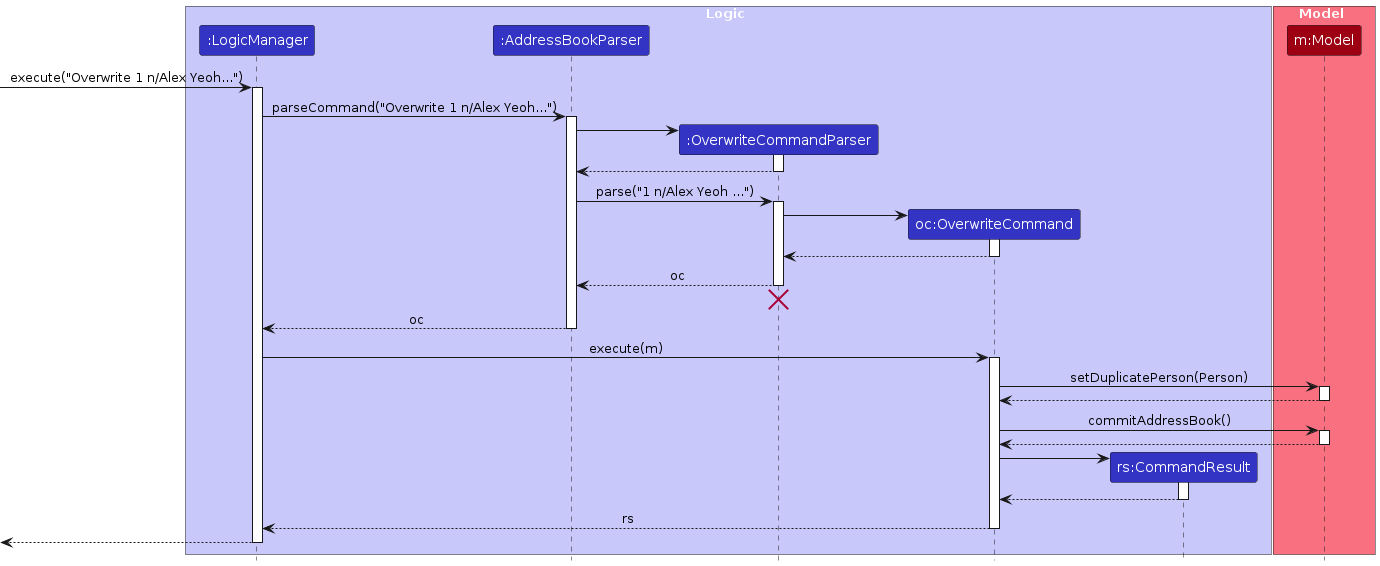 Logic
Model
:LogicManager
:AddressBookParser
m:Model
execute("Overwrite 1 n/Alex Yeoh...")
parseCommand("Overwrite 1 n/Alex Yeoh...")
:OverwriteCommandParser
parse("1 n/Alex Yeoh ...")
oc:OverwriteCommand
oc
oc
execute(m)
setDuplicatePerson(Person)
commitAddressBook()
rs:CommandResult
rs